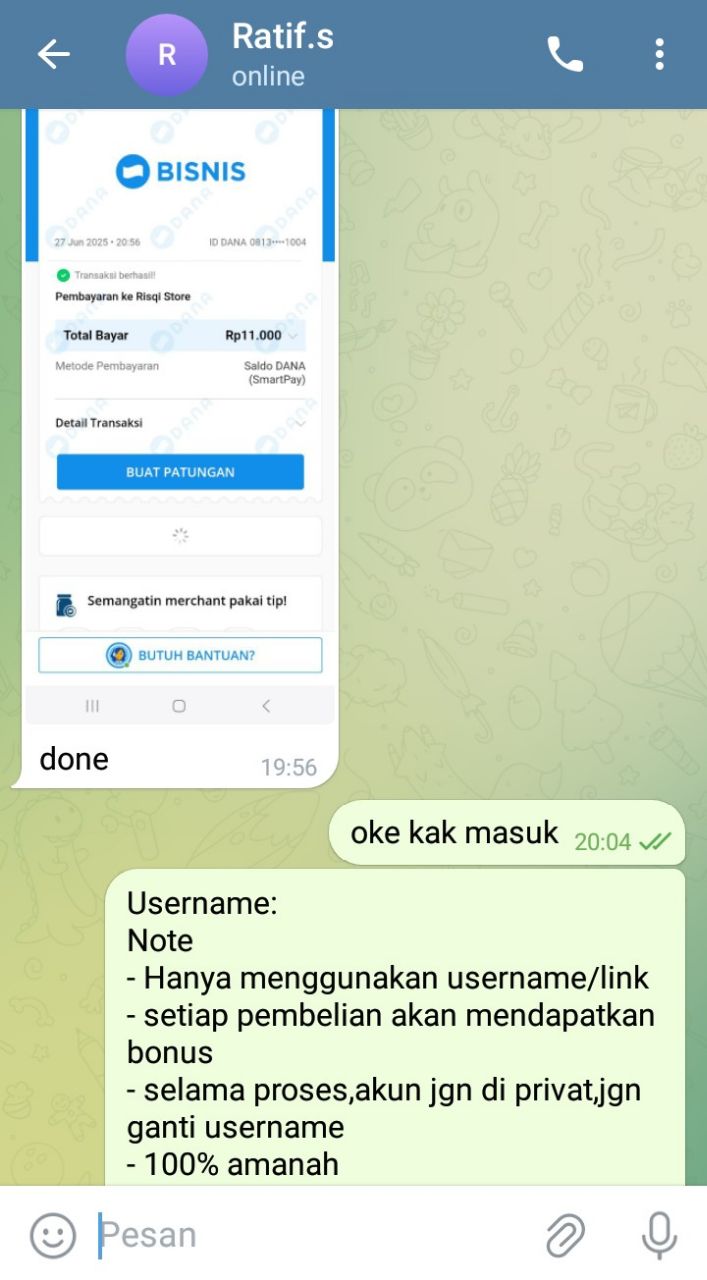 Ratif.s
R
online
BISNIS
27 Jun 2025 • 20:56 ID DANA 0813····1004
Transaksi berhasil!
Pembayaran ke Risqi Store
Total Bayar Rp11.000
Metode Pembayaran Saldo DANA
(SmartPay)
Detail Transaksi
BUAT PATUNGAN
Semangatin merchant pakai tip!
BUTUH BANTUAN?
done 19:56
oke kak masuk 20:04
Username:
Note
- Hanya menggunakan username/link
- setiap pembelian akan mendapatkan
bonus
- selama proses,akun jgn di privat,jgn
ganti username
- 100% amanah
Pesan